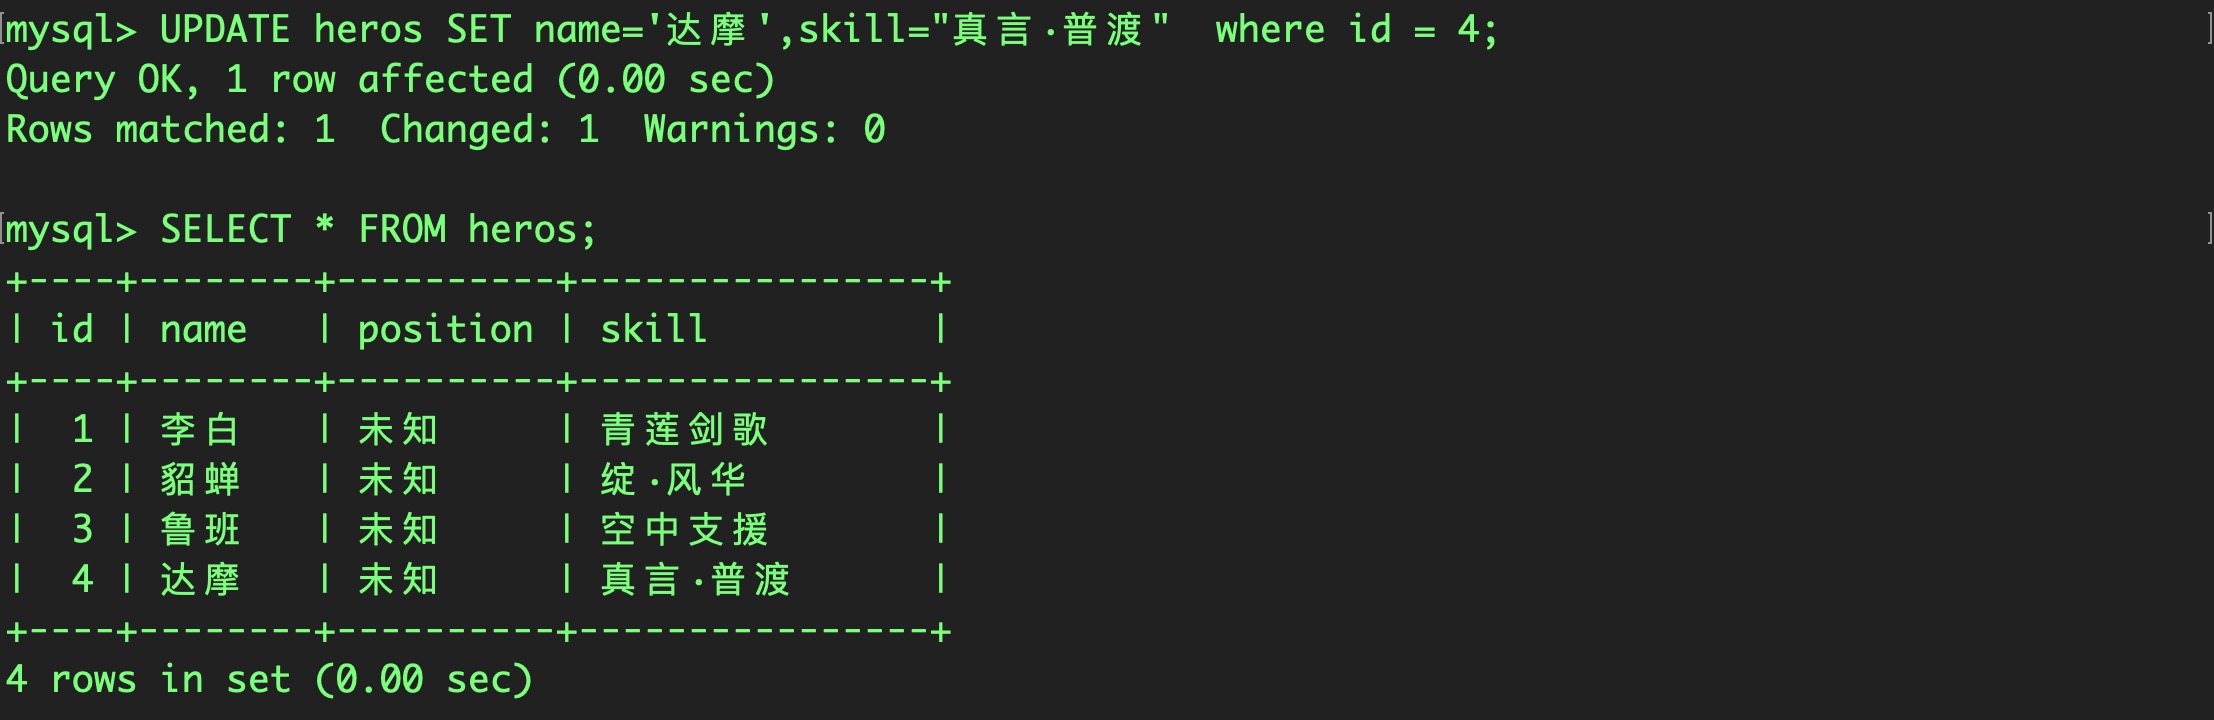 mysql> UPDATE heros SET name='达摩',skill="真言·普渡"  where id = 4;
Query OK, 1 row affected (0.00 sec)
Rows matched: 1  Changed: 1  Warnings: 0
mysql> SELECT * FROM heros;
+----+--------+----------+----------------+
| id | name   | position | skill          |
+----+--------+----------+----------------+
|  1 | 李白   | 未知     | 青莲剑歌       |
|  2 | 貂蝉   | 未知     | 绽·风华        |
|  3 | 鲁班   | 未知     | 空中支援       |
|  4 | 达摩   | 未知     | 真言·普渡      |
+----+--------+----------+----------------+
4 rows in set (0.00 sec)